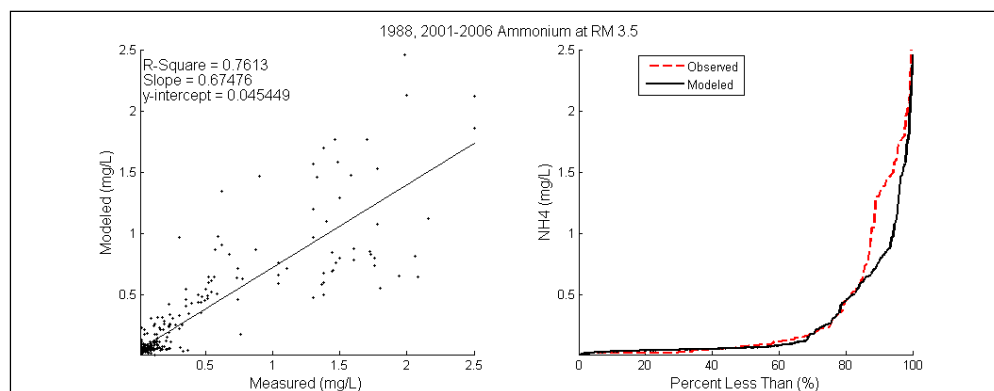 1988, 2001-2006 Ammonium at RM 3.5
R-Square = 0.7613
Slope = 0.67476
y-intercept = 0.045449
2.5
2
1.5
1
0.5
Modeled (mg/L)
0.5 1 1.5 2 2.5
Measured (mg/L)
Observed
Modeled
2.5
2
1.5
1
0.5
0
NH4 (mg/L)
0 20 40 60 80 100
Percent Less Than (%)